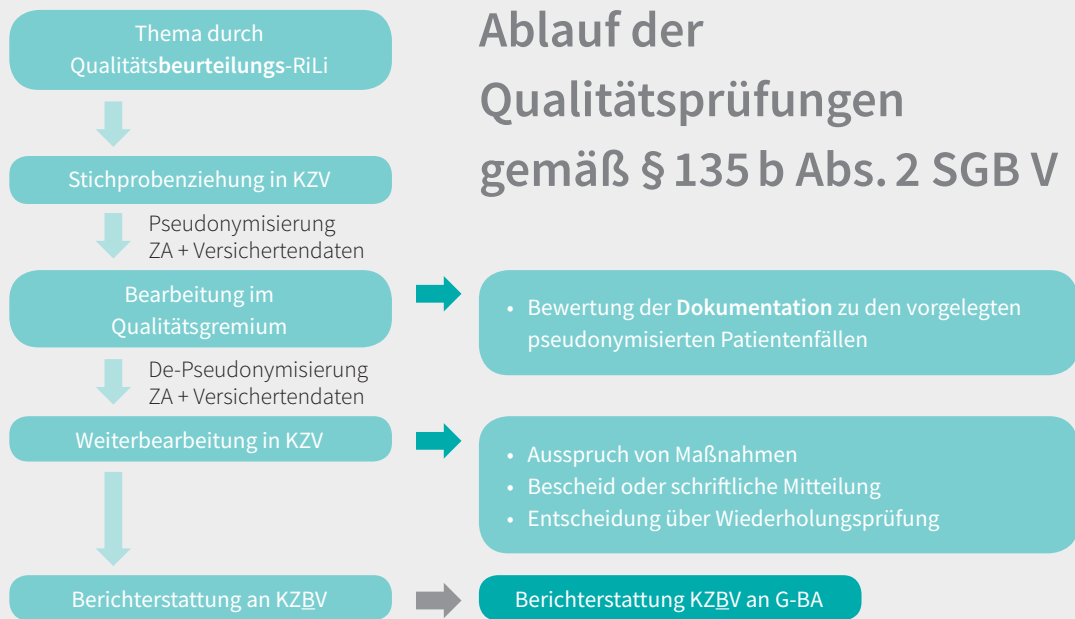 Ablauf der
Qualitätsprüfungen
gemäß § 135 b Abs. 2 SGB V
Thema durch
Qualitätsbeurteilungs-RiLi
Stichprobenziehung in KZV
Pseudonymisierung
ZA + Versichertendaten
Bearbeitung im
Qualitätsgremium
• Bewertung der Dokumentation zu den vorgelegten
pseudonymisierten Patientenfällen
De-Pseudonymisierung
ZA + Versichertendaten
Weiterbearbeitung in KZV
• Ausspruch von Maßnahmen
• Bescheid oder schriftliche Mitteilung
• Entscheidung über Wiederholungsprüfung
Berichterstattung an KZBV
Berichterstattung KZBV an G-BA